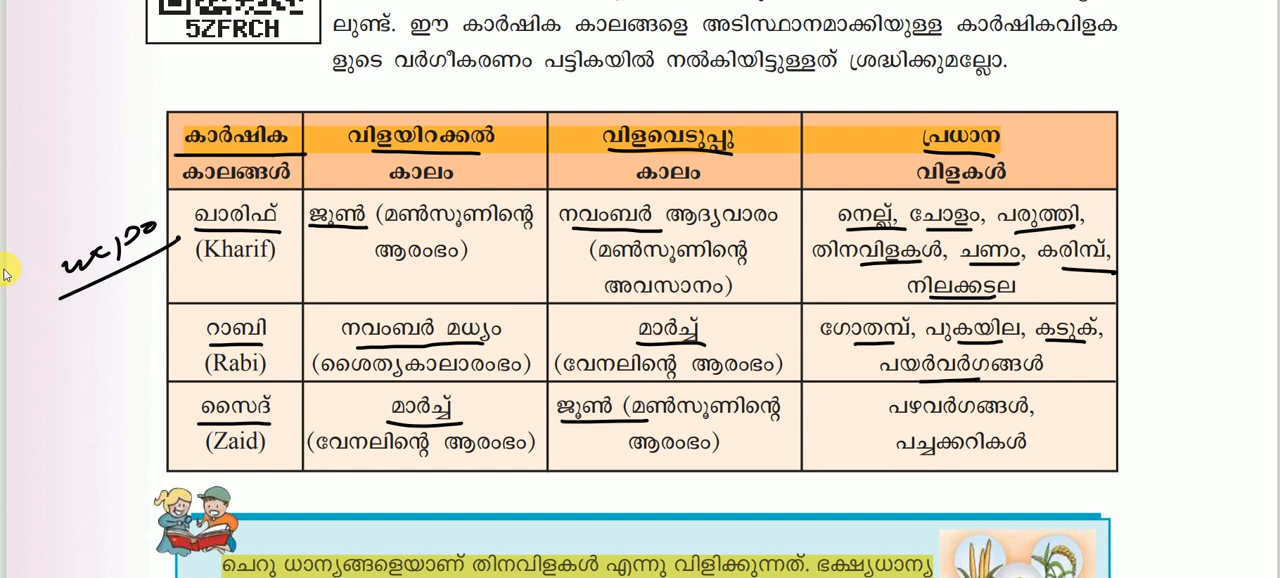 5ZFRCH
ലുണ്ട്. ഈ കാർഷിക കാലങ്ങളെ അടിസ്ഥാനമാക്കിയുള്ള കാർഷികവിളക
ളുടെ വർഗീകരണം പട്ടികയിൽ നൽകിയിട്ടുള്ളത് ശ്രദ്ധിക്കുമല്ലോ.
കാർഷിക കാലങ്ങൾ
വിളയിറക്കൽ കാലം
വിളവെടുപ്പു കാലം
പ്രധാന വിളകൾ
ഖാരിഫ് (Kharif)
ജൂൺ (മൺസൂണിന്റെ ആരംഭം)
നവംബർ ആദ്യവാരം (മൺസൂണിന്റെ അവസാനം)
നെല്ല്, ചോളം, പരുത്തി, തിനവിളകൾ, ചണം, കരിമ്പ്, നിലക്കടല
റാബി (Rabi)
നവംബർ മധ്യം (ശൈത്യകാലാരംഭം)
മാർച്ച് (വേനലിന്റെ ആരംഭം)
ഗോതമ്പ്, പുകയില, കടുക്, പയർവർഗങ്ങൾ
സൈദ് (Zaid)
മാർച്ച് (വേനലിന്റെ ആരംഭം)
ജൂൺ (മൺസൂണിന്റെ ആരംഭം)
പഴവർഗങ്ങൾ, പച്ചക്കറികൾ
ചെറു ധാന്യങ്ങളെയാണ് തിനവിളകൾ എന്നു വിളിക്കുന്നത്. ഭക്ഷ്യധാന്യ